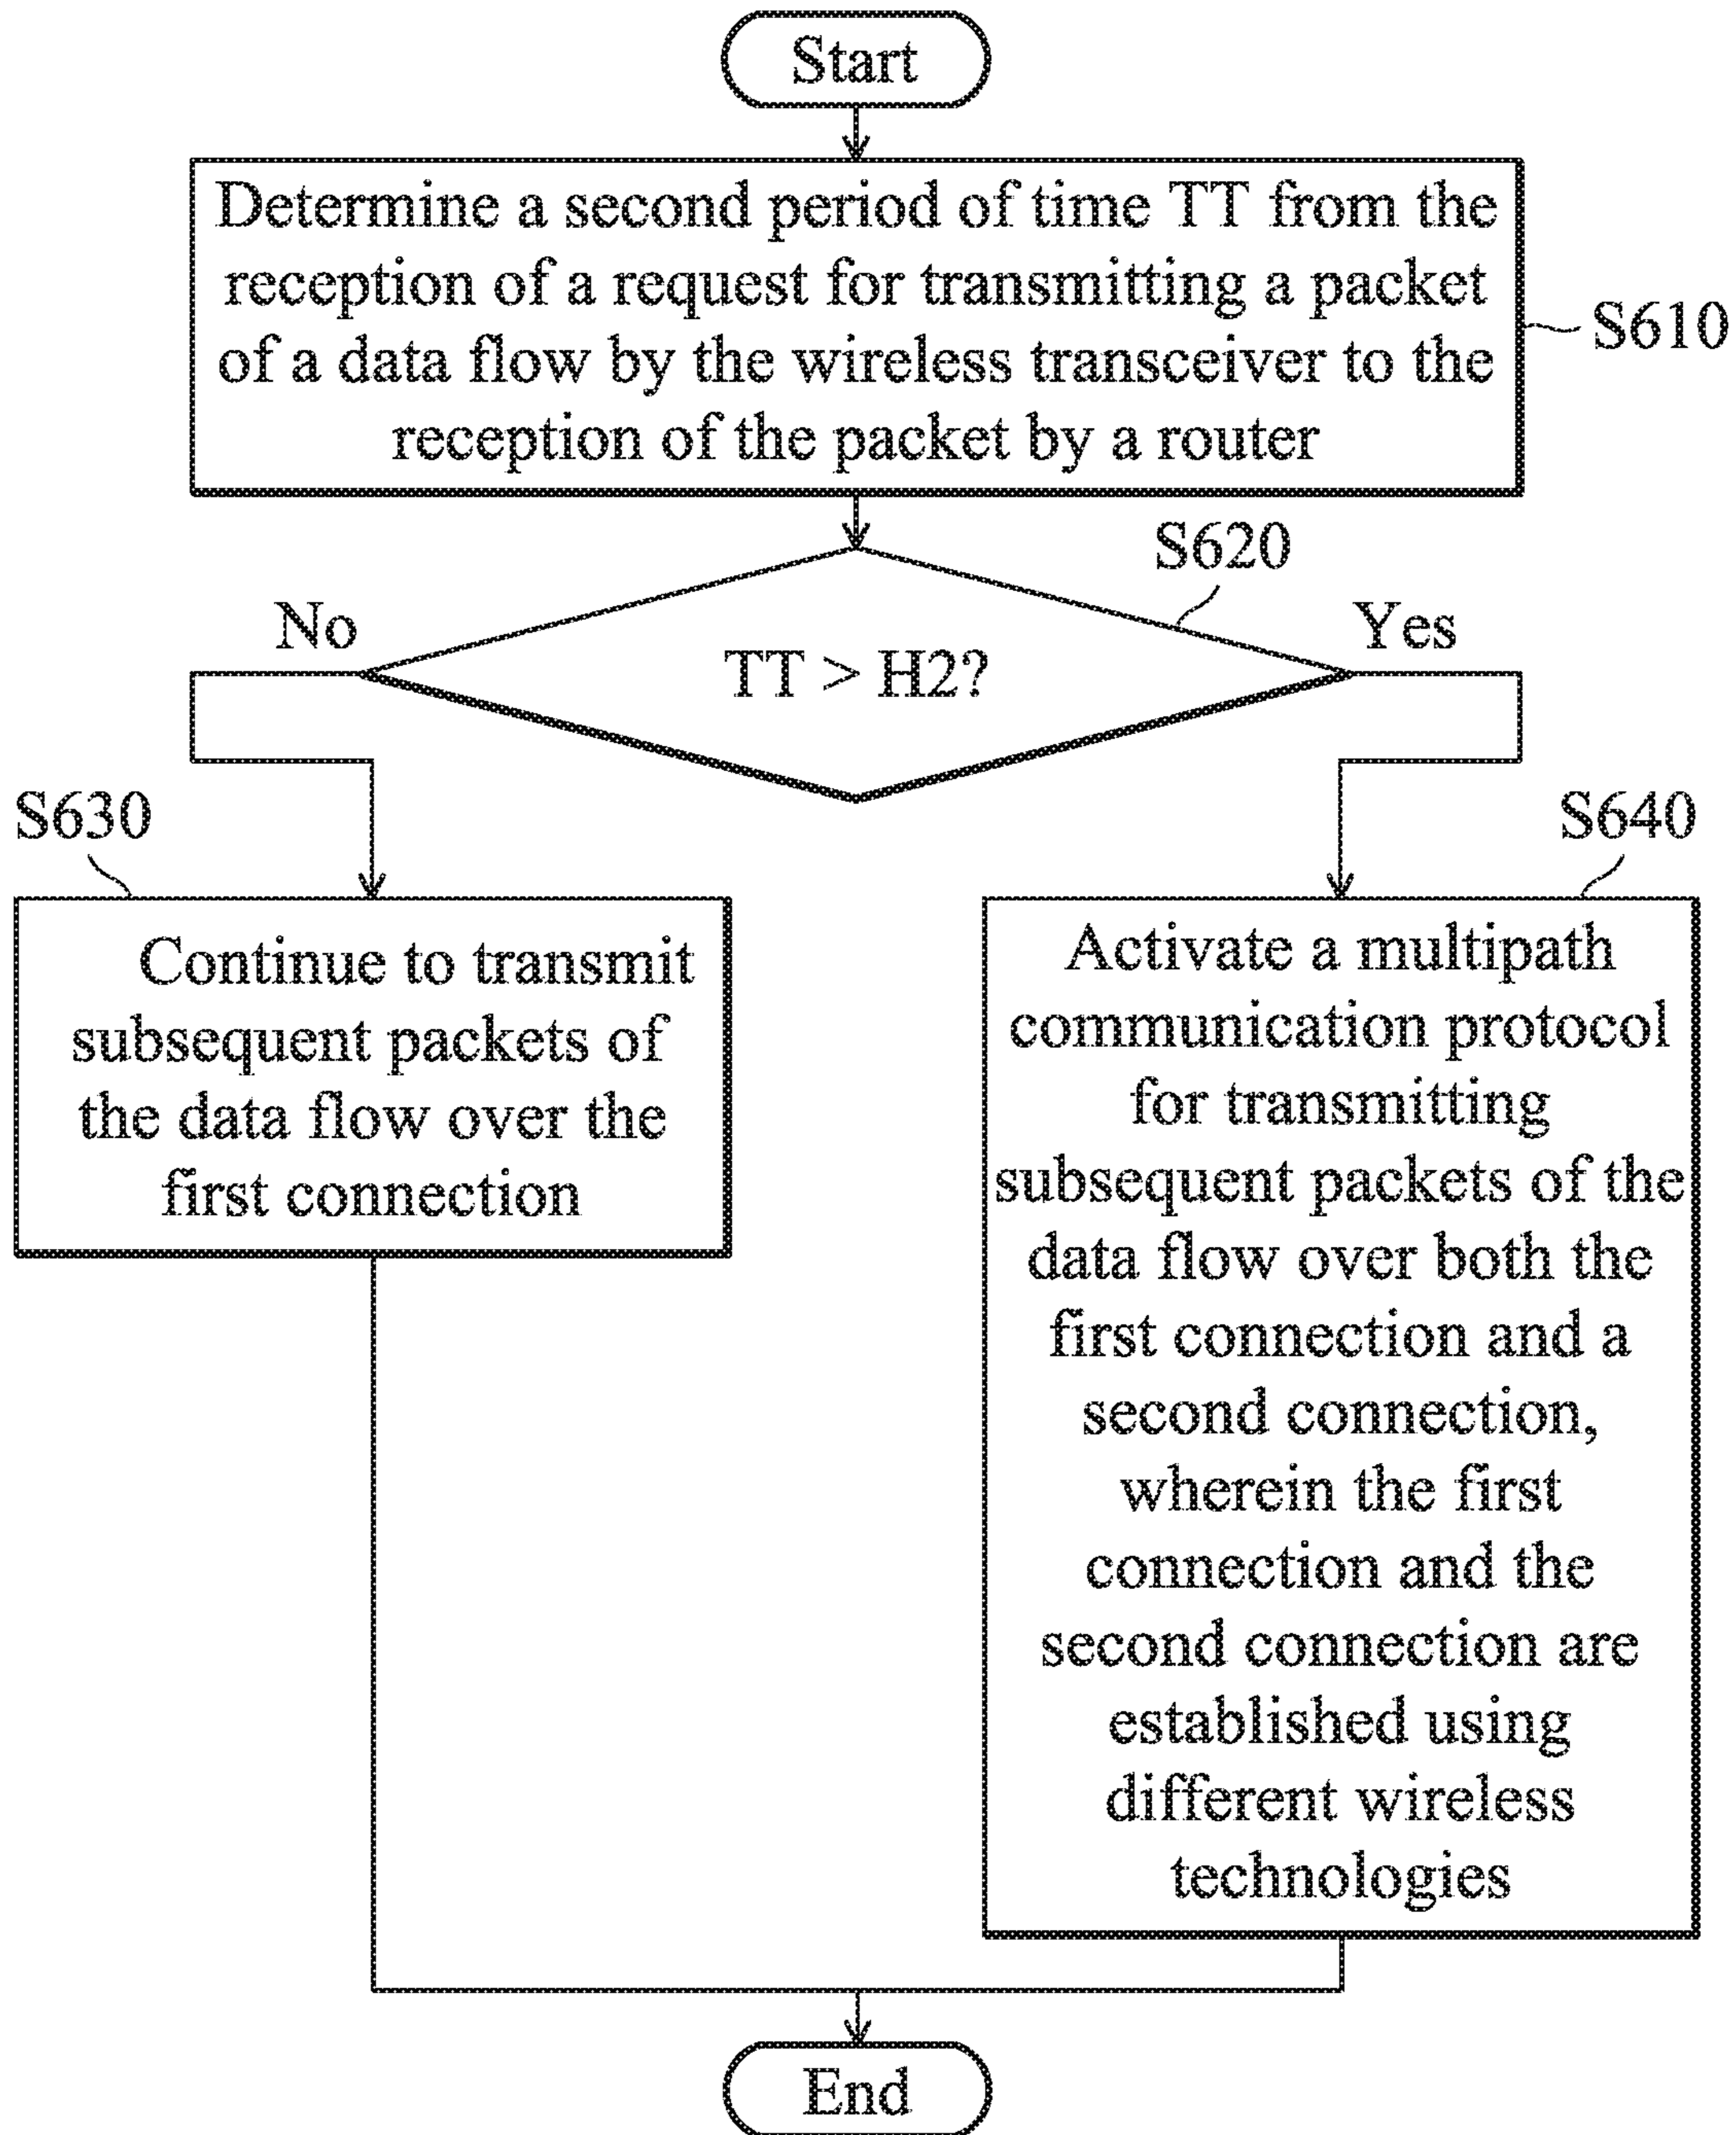 Start
Determine a second period of time TT from the
reception of a request for transmitting a packet
of a data flow by the wireless transceiver to the
reception of the packet by a router
S610
S620
No
TT > H2?
Yes
S630
Continue to transmit
subsequent packets of
the data flow over the
first connection
S640
Activate a multipath
communication protocol
for transmitting
subsequent packets of the
data flow over both the
first connection and a
second connection,
wherein the first
connection and the
second connection are
established using
different wireless
technologies
End